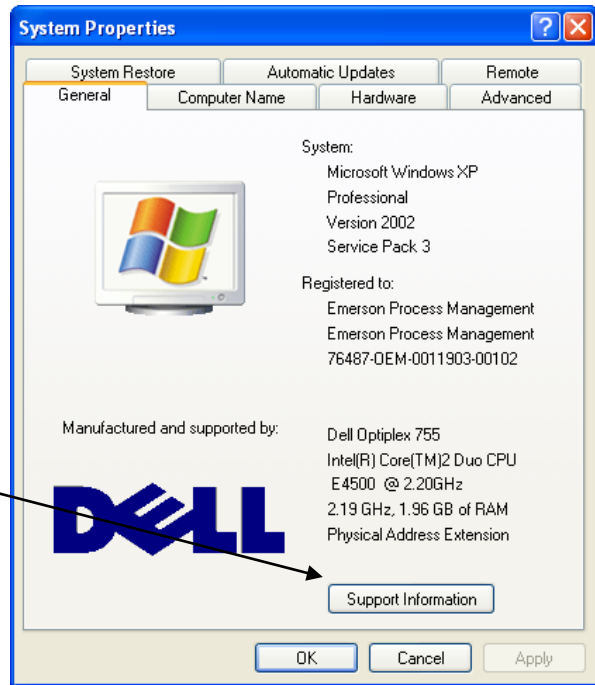 System Properties
System Restore
Automatic Updates
Remote
General
Computer Name
Hardware
Advanced
System:
Microsoft Windows XP
Professional
Version 2002
Service Pack 3
Registered to:
Emerson Process Management
Emerson Process Management
76487-OEM-0011903-00102
Manufactured and supported by:
DELL
Dell Optiplex 755
Intel(R) Core(TM)2 Duo CPU
E4500 @ 2.20GHz
2.19 GHz, 1.96 GB of RAM
Physical Address Extension
Support Information
OK
Cancel
Apply